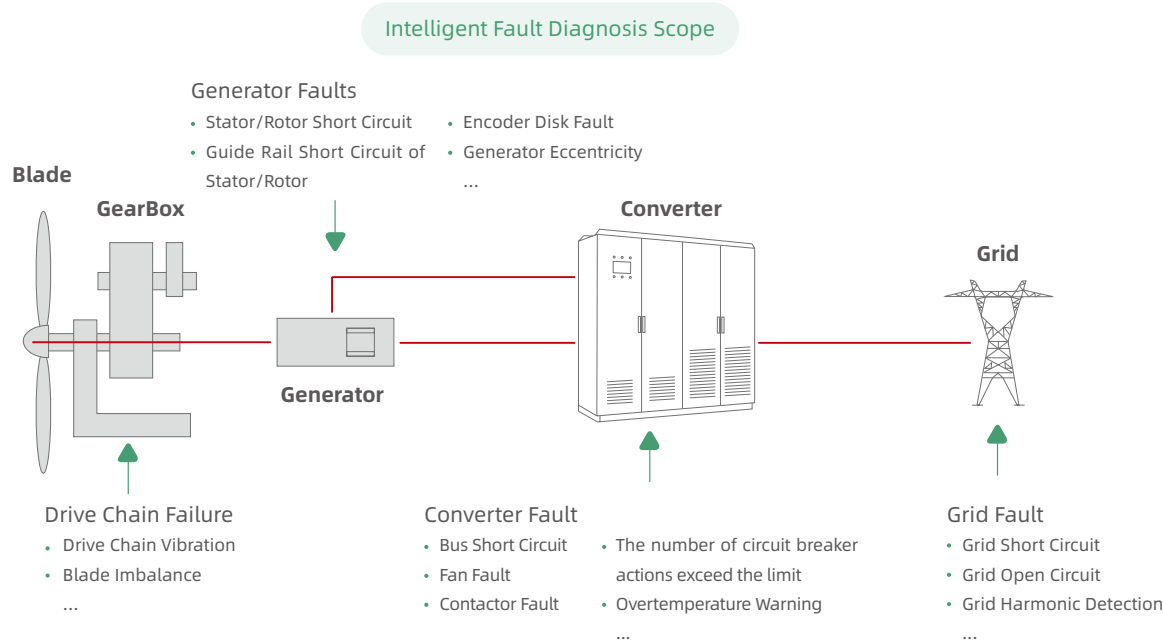 Intelligent Fault Diagnosis Scope
Generator Faults
• Stator/Rotor Short Circuit
• Guide Rail Short Circuit of
Stator/Rotor
• Encoder Disk Fault
• Generator Eccentricity
...
Blade
GearBox
Converter
Grid
Generator
Drive Chain Failure
• Drive Chain Vibration
• Blade Imbalance
...
Converter Fault
• Bus Short Circuit
• Fan Fault
• Contactor Fault
• The number of circuit breaker
actions exceed the limit
• Overtemperature Warning
...
Grid Fault
• Grid Short Circuit
• Grid Open Circuit
• Grid Harmonic Detection
...